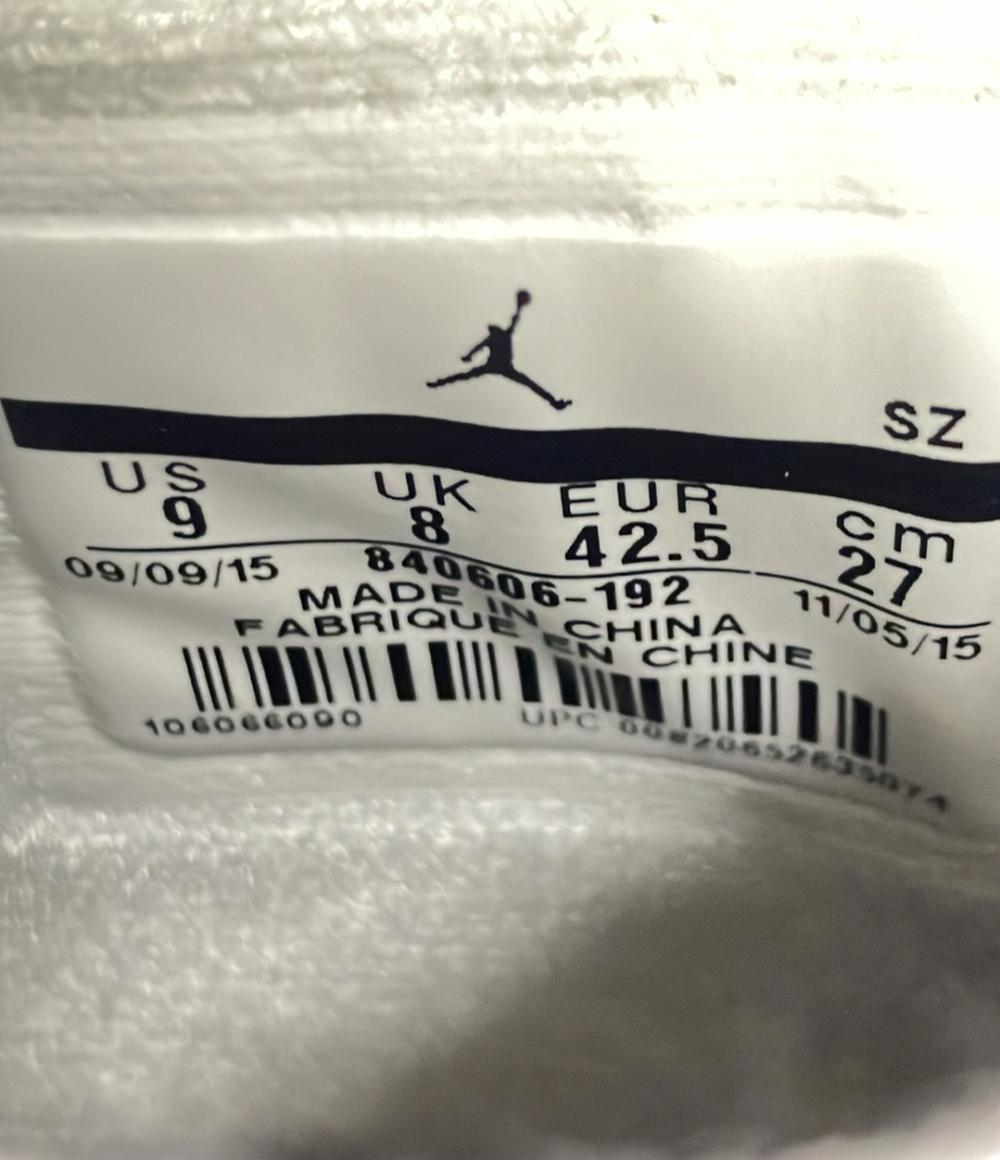 SZ
US UK EUR cm
9 8 42.5 27
09/09/15 840606-192 11/05/15
MADE IN CHINA
FABRIQUE EN CHINE
106066090 UPC